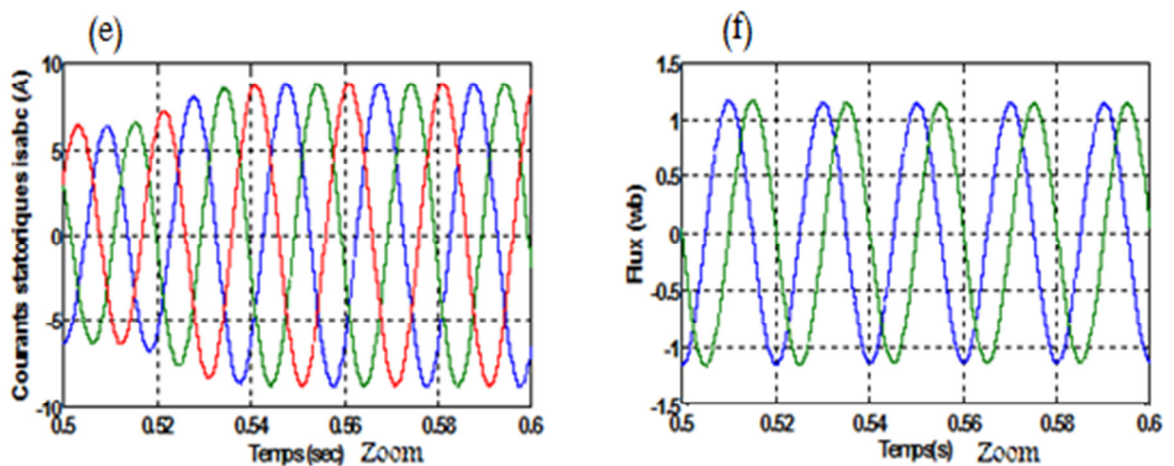 (e)
Courants statoriques isabc (A)
10
5
0
-5
-10
0.5 0.52 0.54 0.56 0.58 0.6
Temps (sec) Zoom
(f)
Flux (wb)
1.5
1
0.5
0
-0.5
-1
-1.5
0.5 0.52 0.54 0.56 0.58 0.6
Temps(s) Zoom